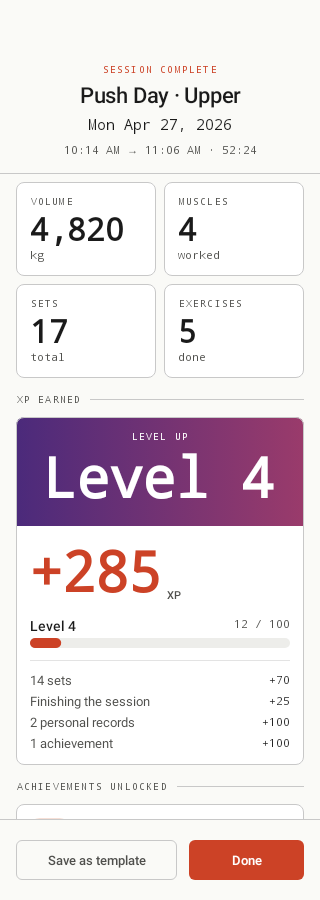 SESSION COMPLETE
Push Day · Upper
Mon Apr 27, 2026
10:14 AM → 11:06 AM · 52:24
VOLUME
4,820
kg
MUSCLES
4
worked
SETS
17
total
EXERCISES
5
done
XP EARNED
LEVEL UP
Level 4
+285 XP
Level 4 12 / 100
14 sets +70
Finishing the session +25
2 personal records +100
1 achievement +100
ACHIEVEMENTS UNLOCKED
Save as template Done